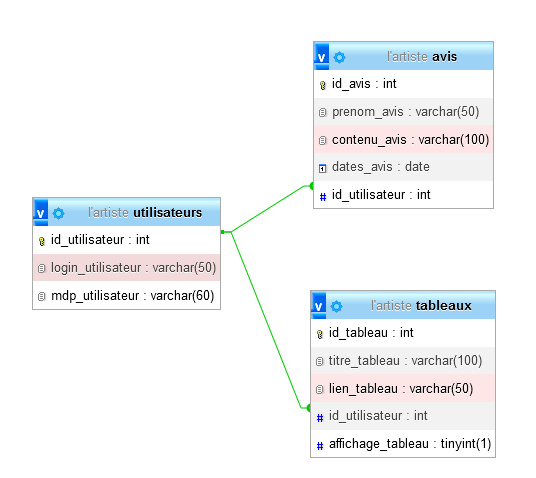 v l'artiste avis
id_avis : int
prenom_avis : varchar(50)
contenu_avis : varchar(100)
dates_avis : date
# id_utilisateur : int
v l'artiste utilisateurs
id_utilisateur : int
login_utilisateur : varchar(50)
mdp_utilisateur : varchar(60)
v l'artiste tableaux
id_tableau : int
titre_tableau : varchar(100)
lien_tableau : varchar(50)
# id_utilisateur : int
# affichage_tableau : tinyint(1)